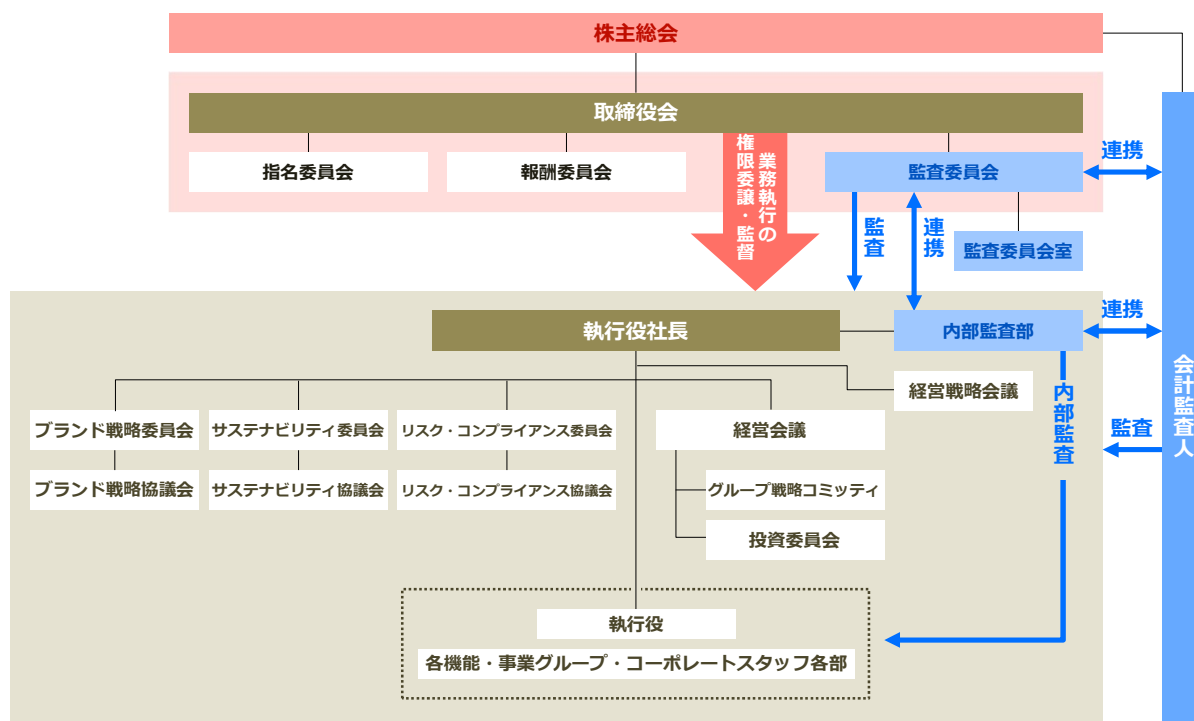 株主総会
取締役会
指名委員会
報酬委員会
業務執行の
権限委譲・監督
監査委員会
連携
監査
連携
監査委員会室
執行役社長
内部監査部
連携
経営戦略会議
内部監査
会計監査人
監査
ブランド戦略委員会
サステナビリティ委員会
リスク・コンプライアンス委員会
経営会議
ブランド戦略協議会
サステナビリティ協議会
リスク・コンプライアンス協議会
グループ戦略コミッティ
投資委員会
執行役
各機能・事業グループ・コーポレートスタッフ各部